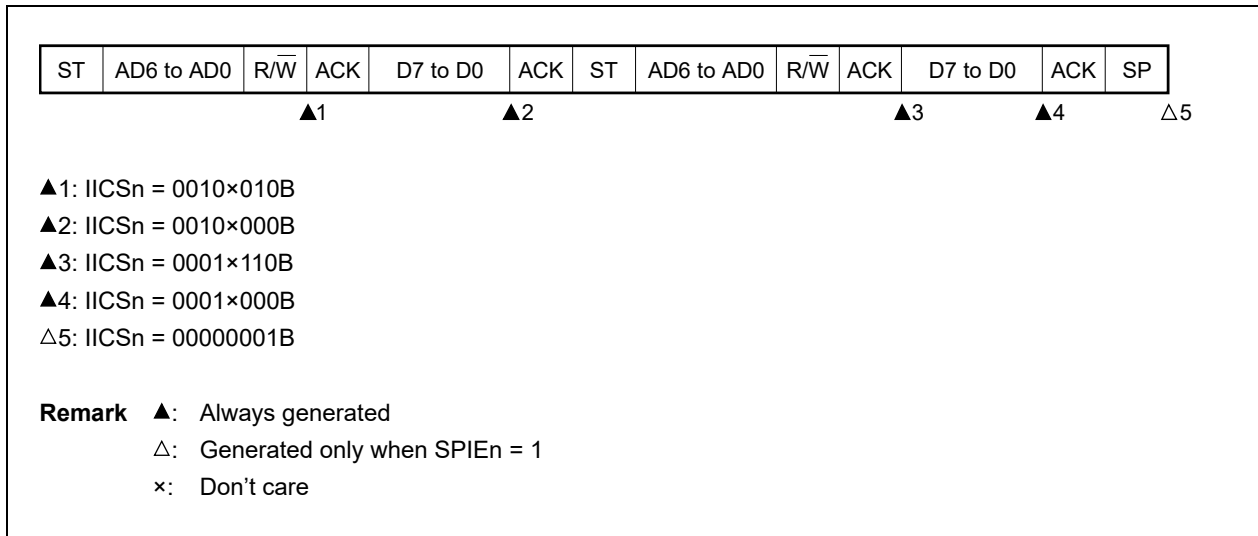 ST AD6 to AD0 R/W̅ ACK D7 to D0 ACK ST AD6 to AD0 R/W̅ ACK D7 to D0 ACK SP
▲1 ▲2 ▲3 ▲4 △5
▲1: IICSn = 0010×010B
▲2: IICSn = 0010×000B
▲3: IICSn = 0001×110B
▲4: IICSn = 0001×000B
△5: IICSn = 00000001B
Remark ▲: Always generated
△: Generated only when SPIEn = 1
×: Don't care